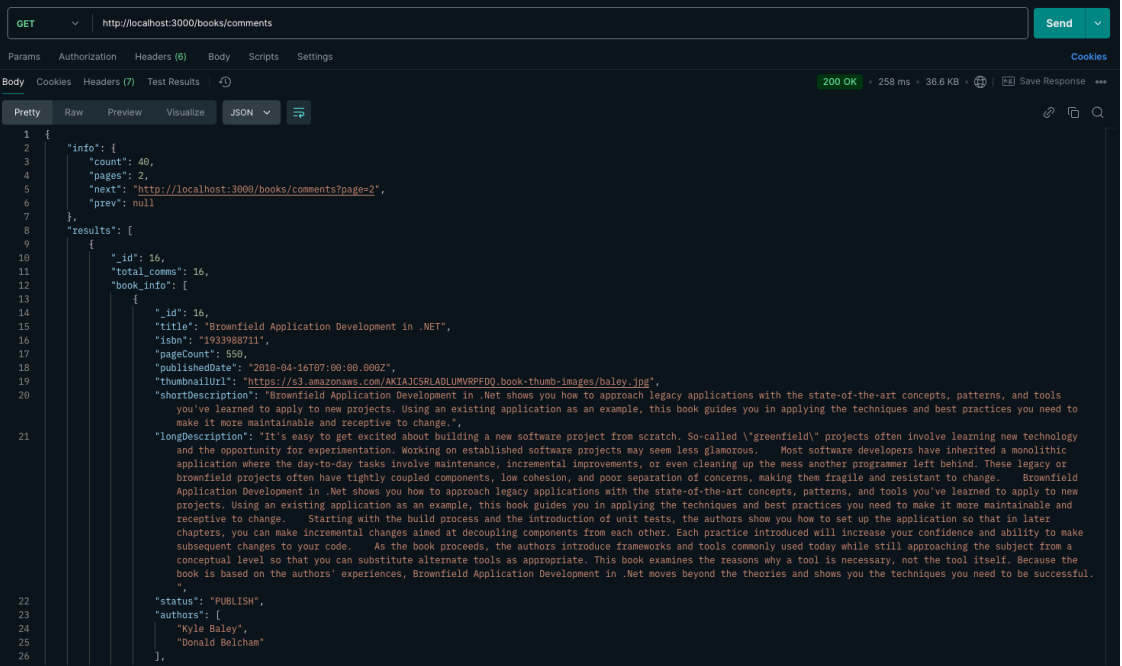 GET http://localhost:3000/books/comments Send
Params Authorization Headers (6) Body Scripts Settings Cookies
Body Cookies Headers (7) Test Results 200 OK 258 ms 36.6 KB Save Response
Pretty Raw Preview Visualize JSON
1 {
2 "info": {
3 "count": 40,
4 "pages": 2,
5 "next": "http://localhost:3000/books/comments?page=2",
6 "prev": null
7 },
8 "results": [
9 {
10 "_id": 16,
11 "total_comms": 16,
12 "book_info": [
13 {
14 "_id": 16,
15 "title": "Brownfield Application Development in .NET",
16 "isbn": "1933988711",
17 "pageCount": 550,
18 "publishedDate": "2010-04-16T07:00:00.000Z",
19 "thumbnailUrl": "https://s3.amazonaws.com/AKIAJC5RLADLUMVRPFDQ.book-thumb-images/baley.jpg",
20 "shortDescription": "Brownfield Application Development in .Net shows you how to approach legacy applications with the state-of-the-art concepts, patterns, and tools
you've learned to apply to new projects. Using an existing application as an example, this book guides you in applying the techniques and best practices you need to
make it more maintainable and receptive to change.",
21 "longDescription": "It's easy to get excited about building a new software project from scratch. So-called \"greenfield\" projects often involve learning new technology
and the opportunity for experimentation. Working on established software projects may seem less glamorous. Most software developers have inherited a monolithic
application where the day-to-day tasks involve maintenance, incremental improvements, or even cleaning up the mess another programmer left behind. These legacy or
brownfield projects often have tightly coupled components, low cohesion, and poor separation of concerns, making them fragile and resistant to change. Brownfield
Application Development in .Net shows you how to approach legacy applications with the state-of-the-art concepts, patterns, and tools you've learned to apply to new
projects. Using an existing application as an example, this book guides you in applying the techniques and best practices you need to make it more maintainable and
receptive to change. Starting with the build process and the introduction of unit tests, the authors show you how to set up the application so that in later
chapters, you can make incremental changes aimed at decoupling components from each other. Each practice introduced will increase your confidence and ability to make
subsequent changes to your code. As the book proceeds, the authors introduce frameworks and tools commonly used today while still approaching the subject from a
conceptual level so that you can substitute alternate tools as appropriate. This book examines the reasons why a tool is necessary, not the tool itself. Because the
book is based on the authors' experiences, Brownfield Application Development in .Net moves beyond the theories and shows you the techniques you need to be successful.
",
22 "status": "PUBLISH",
23 "authors": [
24 "Kyle Baley",
25 "Donald Belcham"
26 ],